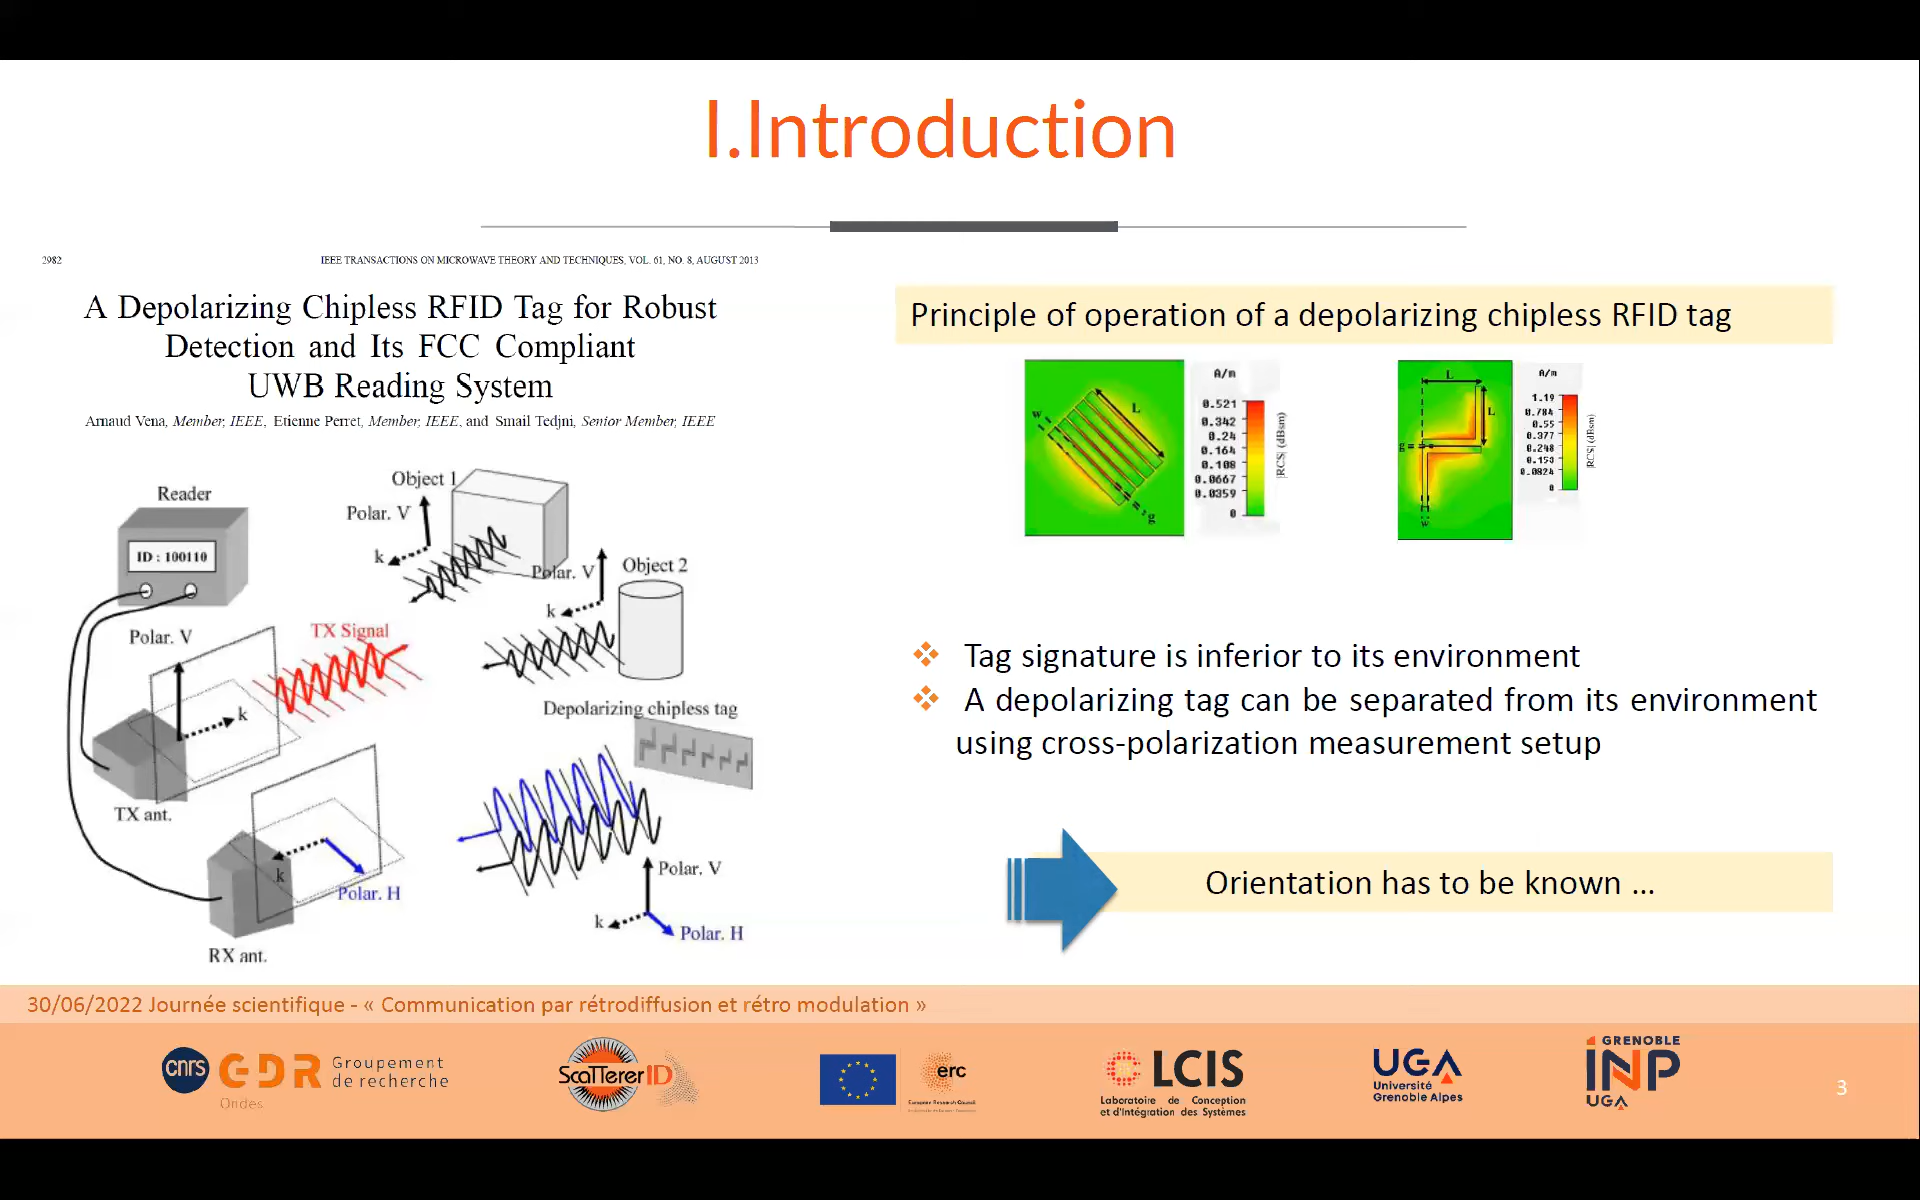 I.Introduction
2982
IEEE TRANSACTIONS ON MICROWAVE THEORY AND TECHNIQUES, VOL. 61, NO. 8, AUGUST 2013
A Depolarizing Chipless RFID Tag for Robust
Detection and Its FCC Compliant
UWB Reading System
Arnaud Vena, Member, IEEE, Etienne Perret, Member, IEEE, and Smail Tedjni, Senior Member, IEEE
Reader
ID : 100110
Object 1
Polar. V
k
Polar. V
Object 2
k
Polar. V
TX Signal
k
Depolarizing chipless tag
TX ant.
k
Polar. H
Polar. V
k
Polar. H
RX ant.
Principle of operation of a depolarizing chipless RFID tag
w
L
g
A/m
0.521
0.342
0.24
0.164
0.108
0.0667
0.0359
0
|RCS| (dBsm)
L
L
g
w
A/m
1.19
0.784
0.55
0.377
0.248
0.153
0.0824
0
|RCS| (dBsm)
Tag signature is inferior to its environment
A depolarizing tag can be separated from its environment
using cross-polarization measurement setup
Orientation has to be known ...
30/06/2022 Journée scientifique - « Communication par rétrodiffusion et rétro modulation »
cnrs
GDR
Groupement
de recherche
Ondes
ScaTTererID
erc
European Research Council
LCIS
Laboratoire de Conception
et d'Intégration des Systèmes
UGA
Université
Grenoble Alpes
GRENOBLE
INP
UGA
3